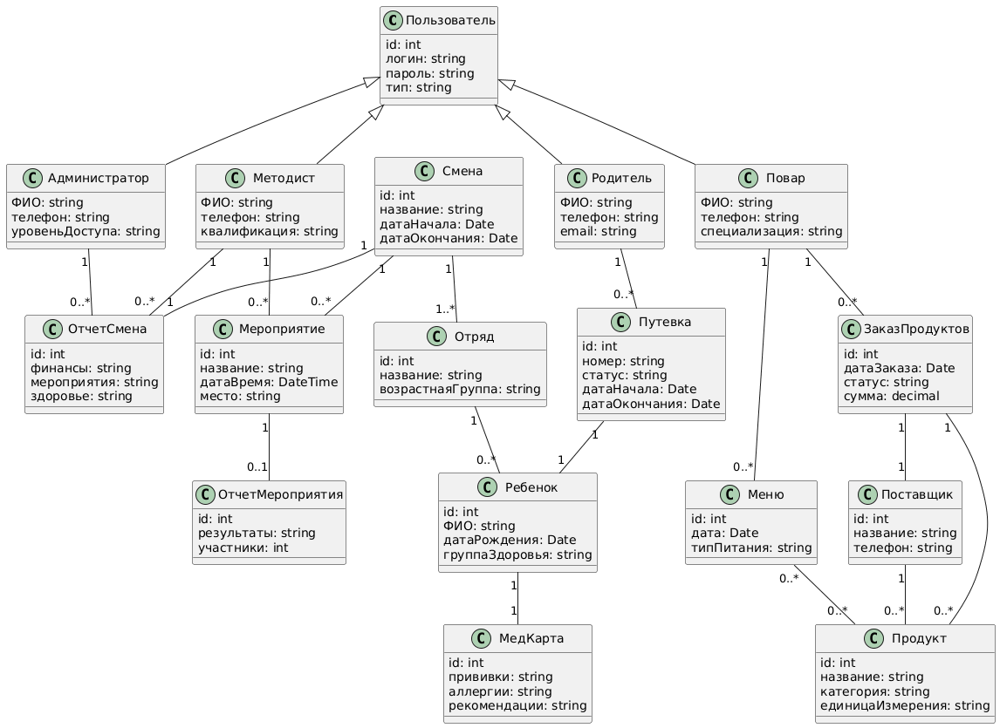 C Пользователь
id: int
логин: string
пароль: string
тип: string
C Администратор
ФИО: string
телефон: string
уровеньДоступа: string
C Методист
ФИО: string
телефон: string
квалификация: string
C Смена
id: int
название: string
датаНачала: Date
датаОкончания: Date
C Родитель
ФИО: string
телефон: string
email: string
C Повар
ФИО: string
телефон: string
специализация: string
1
1
1
1
1
1
1
1
1
0..*
0..*
1
0..*
0..*
1..*
0..*
0..*
C ОтчетСмена
id: int
финансы: string
мероприятия: string
здоровье: string
C Мероприятие
id: int
название: string
датаВремя: DateTime
место: string
C Отряд
id: int
название: string
возрастнаяГруппа: string
C Путевка
id: int
номер: string
статус: string
датаНачала: Date
датаОкончания: Date
C ЗаказПродуктов
id: int
датаЗаказа: Date
статус: string
сумма: decimal
1
1
1
1
1
0..1
0..*
1
0..*
1
C ОтчетМероприятия
id: int
результаты: string
участники: int
C Ребенок
id: int
ФИО: string
датаРождения: Date
группаЗдоровья: string
C Меню
id: int
дата: Date
типПитания: string
C Поставщик
id: int
название: string
телефон: string
1
0..*
1
1
0..*
0..*
0..*
C МедКарта
id: int
прививки: string
аллергии: string
рекомендации: string
C Продукт
id: int
название: string
категория: string
единицаИзмерения: string